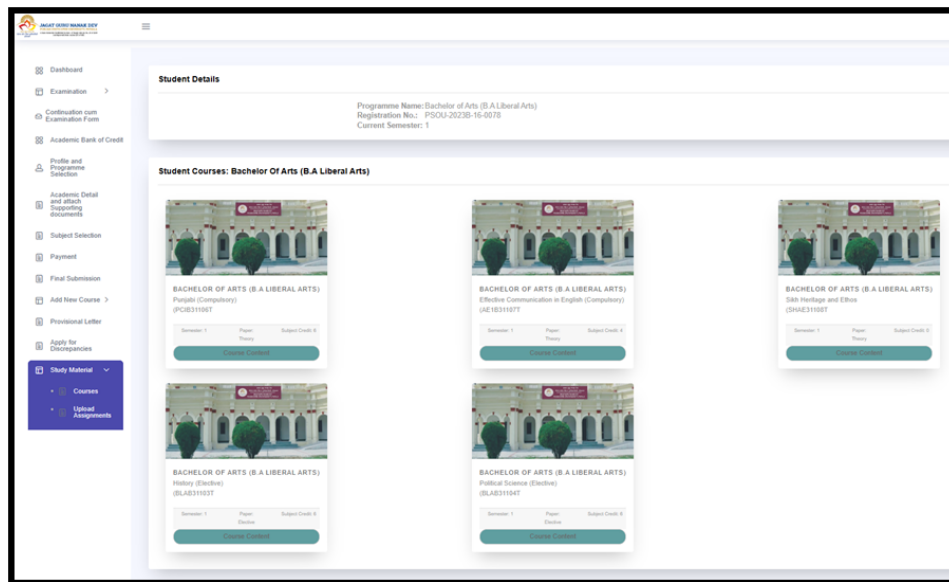 JAGAT GURU NANAK DEV
Dashboard
Examination
Continuation cum
Examination Form
Academic Bank of Credit
Profile and
Programme
Selection
Academic Detail
and attach
Supporting
documents
Subject Selection
Payment
Final Submission
Add New Course
Provisional Letter
Apply for
Discrepancies
Study Material
Courses
Upload
Assignments
Student Details
Programme Name: Bachelor of Arts (B.A Liberal Arts)
Registration No.: PSOU-2023B-16-0078
Current Semester: 1
Student Courses: Bachelor Of Arts (B.A Liberal Arts)
BACHELOR OF ARTS (B.A LIBERAL ARTS)
Punjabi (Compulsory)
(PCIB31106T
Semester: 1 Paper: Subject Credit: 6
Theory
Course Content
BACHELOR OF ARTS (B.A LIBERAL ARTS)
Effective Communication in English (Compulsory)
(AE1B31107T
Semester: 1 Paper: Subject Credit: 4
Theory
Course Content
BACHELOR OF ARTS (B.A LIBERAL ARTS)
Sikh Heritage and Ethos
(SHAE31108T
Semester: 1 Paper: Subject Credit:
Theory
Course Content
BACHELOR OF ARTS (B.A LIBERAL ARTS)
History (Elective)
(BLAB31103T
Semester: 1 Paper: Subject Credit: 6
Elective
Course Content
BACHELOR OF ARTS (B.A LIBERAL ARTS)
Political Science (Elective)
(BLAB31104T
Semester: 1 Paper: Subject Credit: 6
Elective
Course Content